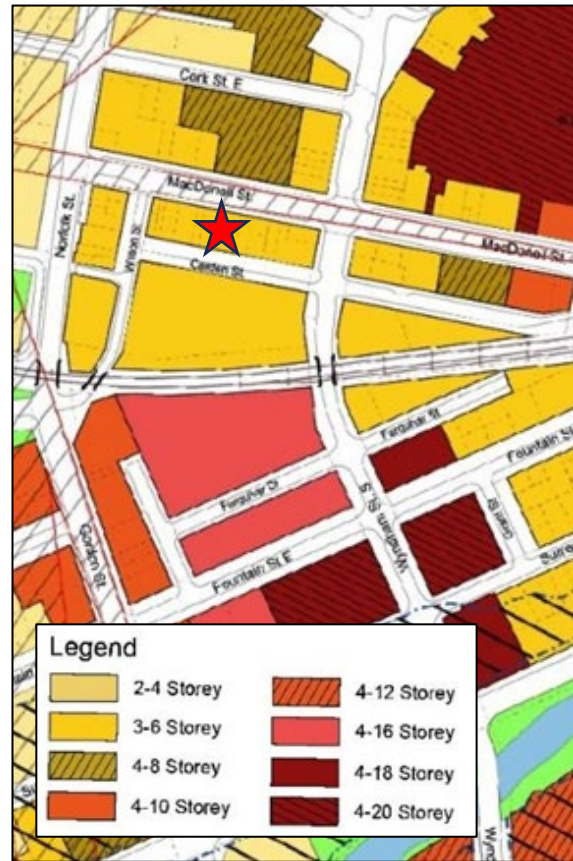 Cork St. E
MacDonell St.
Norfolk St.
Wilson St.
MacDonell St.
Carden St.
Farquhar St.
Fountain St
Farquhar St
Wyndham St. S
Gordon St.
Fountain St. E
Surre
Legend
2-4 Storey
3-6 Storey
4-8 Storey
4-10 Storey
4-12 Storey
4-16 Storey
4-18 Storey
4-20 Storey
Wyn